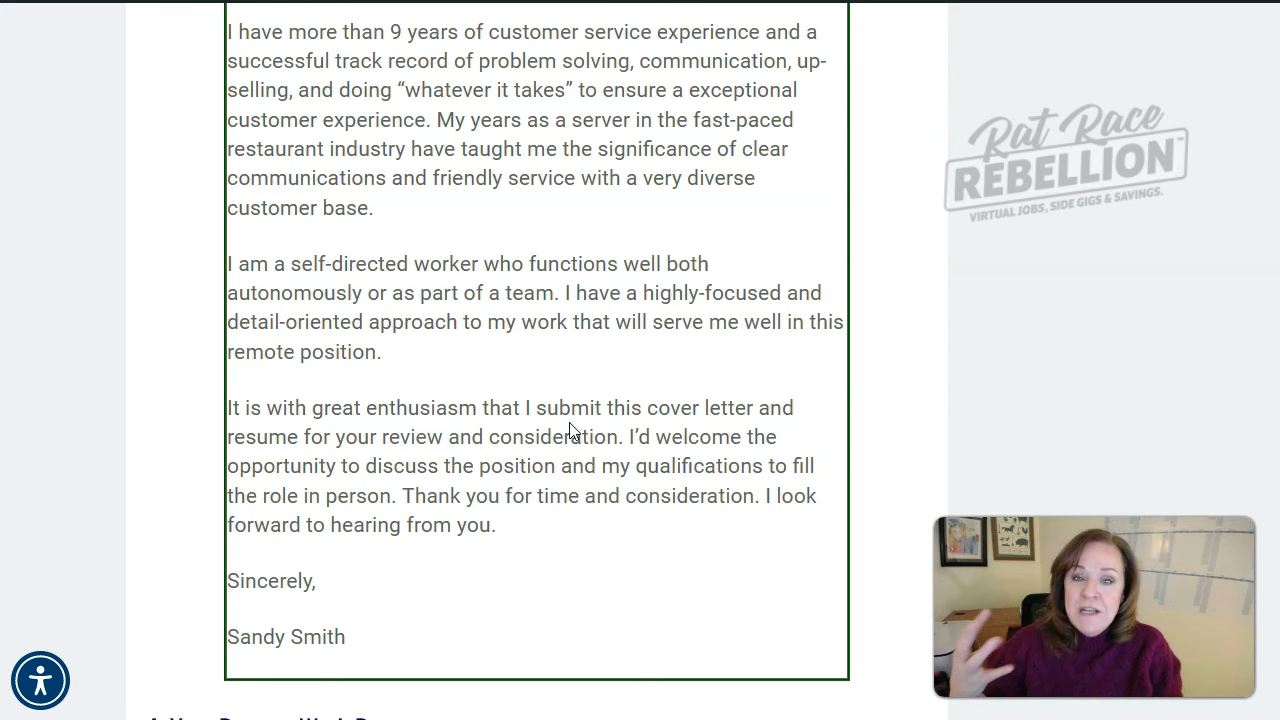 I have more than 9 years of customer service experience and a
successful track record of problem solving, communication, up-
selling, and doing “whatever it takes” to ensure a exceptional
customer experience. My years as a server in the fast-paced
restaurant industry have taught me the significance of clear
communications and friendly service with a very diverse
customer base.
I am a self-directed worker who functions well both
autonomously or as part of a team. I have a highly-focused and
detail-oriented approach to my work that will serve me well in this
remote position.
It is with great enthusiasm that I submit this cover letter and
resume for your review and consideration. I’d welcome the
opportunity to discuss the position and my qualifications to fill
the role in person. Thank you for time and consideration. I look
forward to hearing from you.
Sincerely,
Sandy Smith
Rat Race
REBELLION™
VIRTUAL JOBS, SIDE GIGS & SAVINGS.